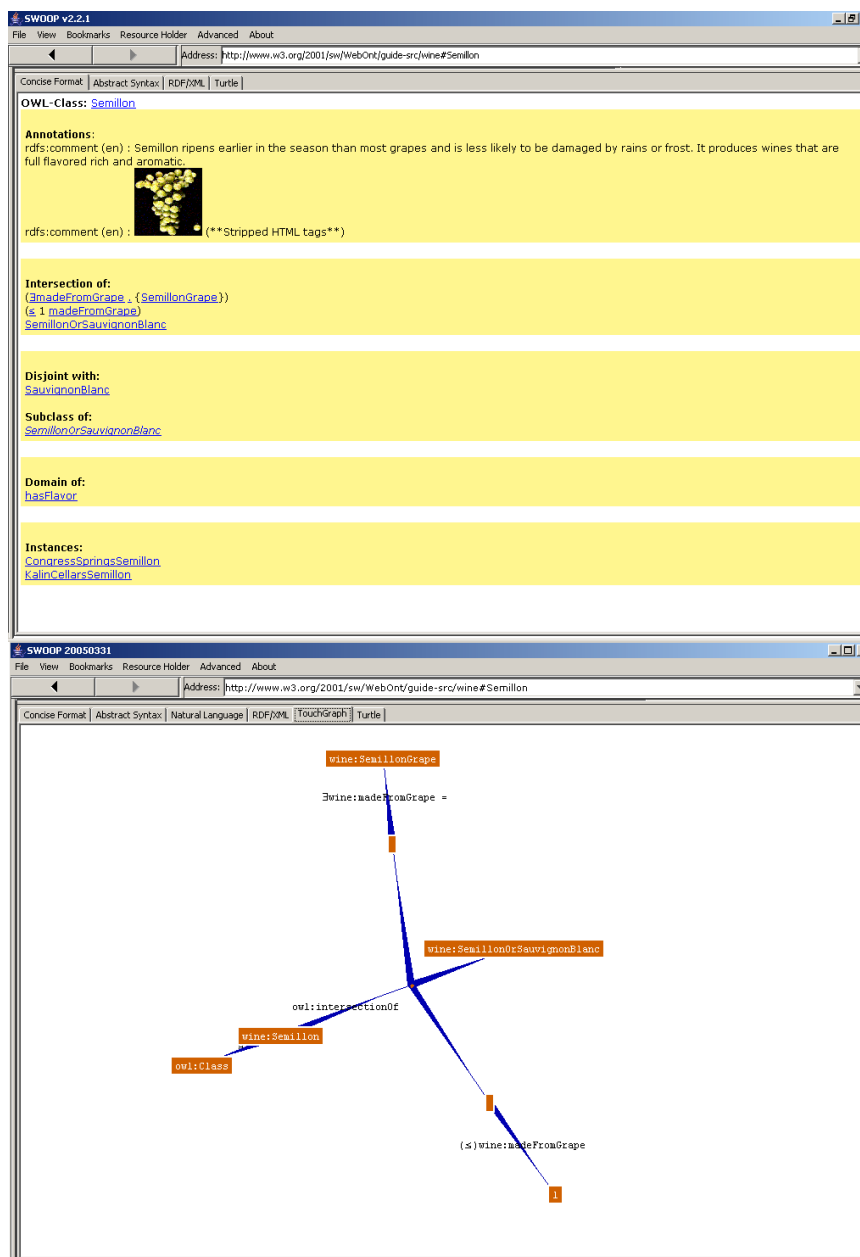 SWOOP v2.2.1
File View Bookmarks Resource Holder Advanced About
Address: http://www.w3.org/2001/sw/WebOnt/guide-src/wine#Semillon
Concise Format Abstract Syntax RDF/XML Turtle
OWL-Class: Semillon
Annotations:
rdfs:comment (en) : Semillon ripens earlier in the season than most grapes and is less likely to be damaged by rains or frost. It produces wines that are
full flavored rich and aromatic.
rdfs:comment (en) : (**Stripped HTML tags**)
Intersection of:
(∃madeFromGrape . {SemillonGrape})
(≤ 1 madeFromGrape)
SemillonOrSauvignonBlanc
Disjoint with:
SauvignonBlanc
Subclass of:
SemillonOrSauvignonBlanc
Domain of:
hasFlavor
Instances:
CongressSpringsSemillon
KalinCellarsSemillon
SWOOP 20050331
File View Bookmarks Resource Holder Advanced About
Address: http://www.w3.org/2001/sw/WebOnt/guide-src/wine#Semillon
Concise Format Abstract Syntax Natural Language RDF/XML TouchGraph Turtle
wine:SemillonGrape
∃wine:madeFromGrape =
wine:SemillonOrSauvignonBlanc
owl:intersectionOf
wine:Semillon
owl:Class
(≤)wine:madeFromGrape
1